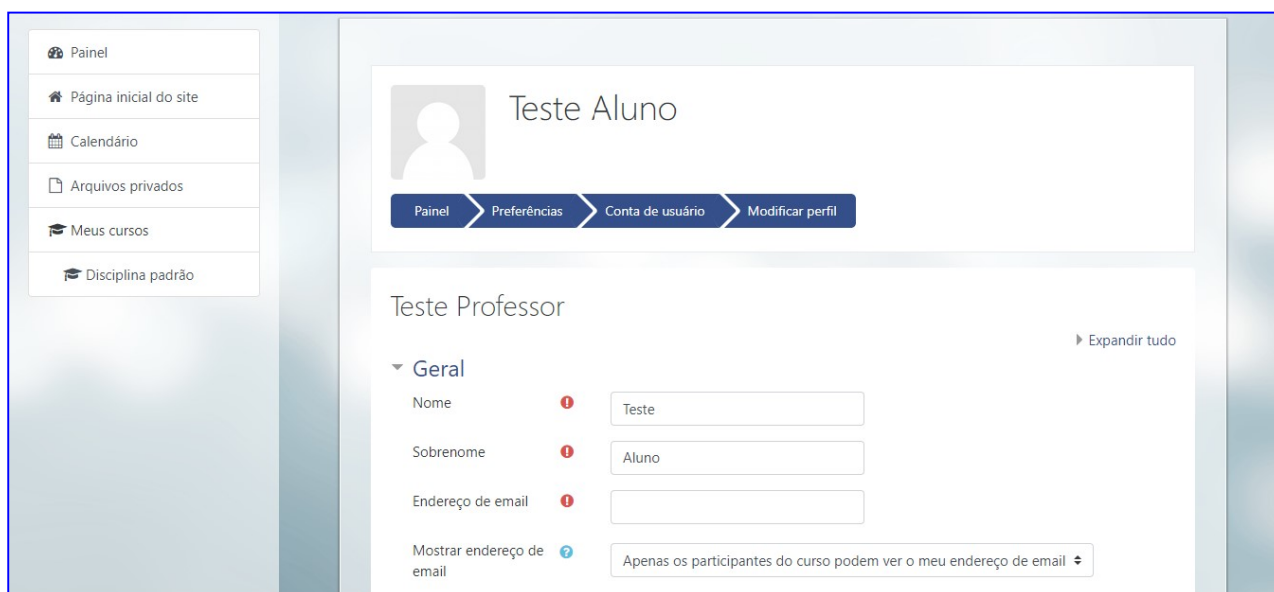 Painel
Página inicial do site
Calendário
Arquivos privados
Meus cursos
Disciplina padrão
Teste Aluno
Painel Preferências Conta de usuário Modificar perfil
Teste Professor
Expandir tudo
Geral
Nome Teste
Sobrenome Aluno
Endereço de email
Mostrar endereço de email Apenas os participantes do curso podem ver o meu endereço de email